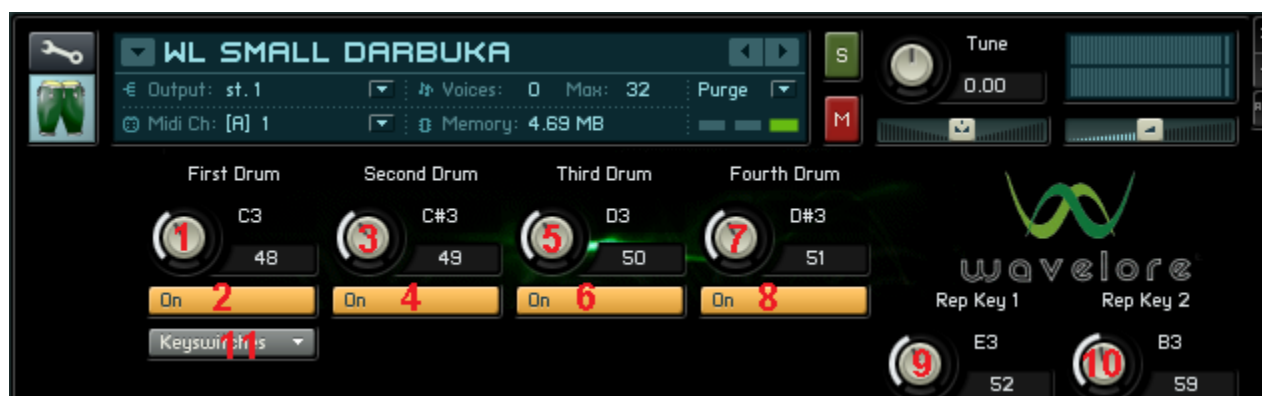 WL SMALL DARBUKA
S
Tune
0.00
Output: st. 1 Voices: 0 Max: 32 Purge
Midi Ch: [A] 1 Memory: 4.69 MB
M
First Drum Second Drum Third Drum Fourth Drum
C3 C#3 D3 D#3
1 48 3 49 5 50 7 51
wavelore
On 2 On 4 On 6 On 8
Rep Key 1 Rep Key 2
Keyswitches 11
E3 B3
9 52 10 59